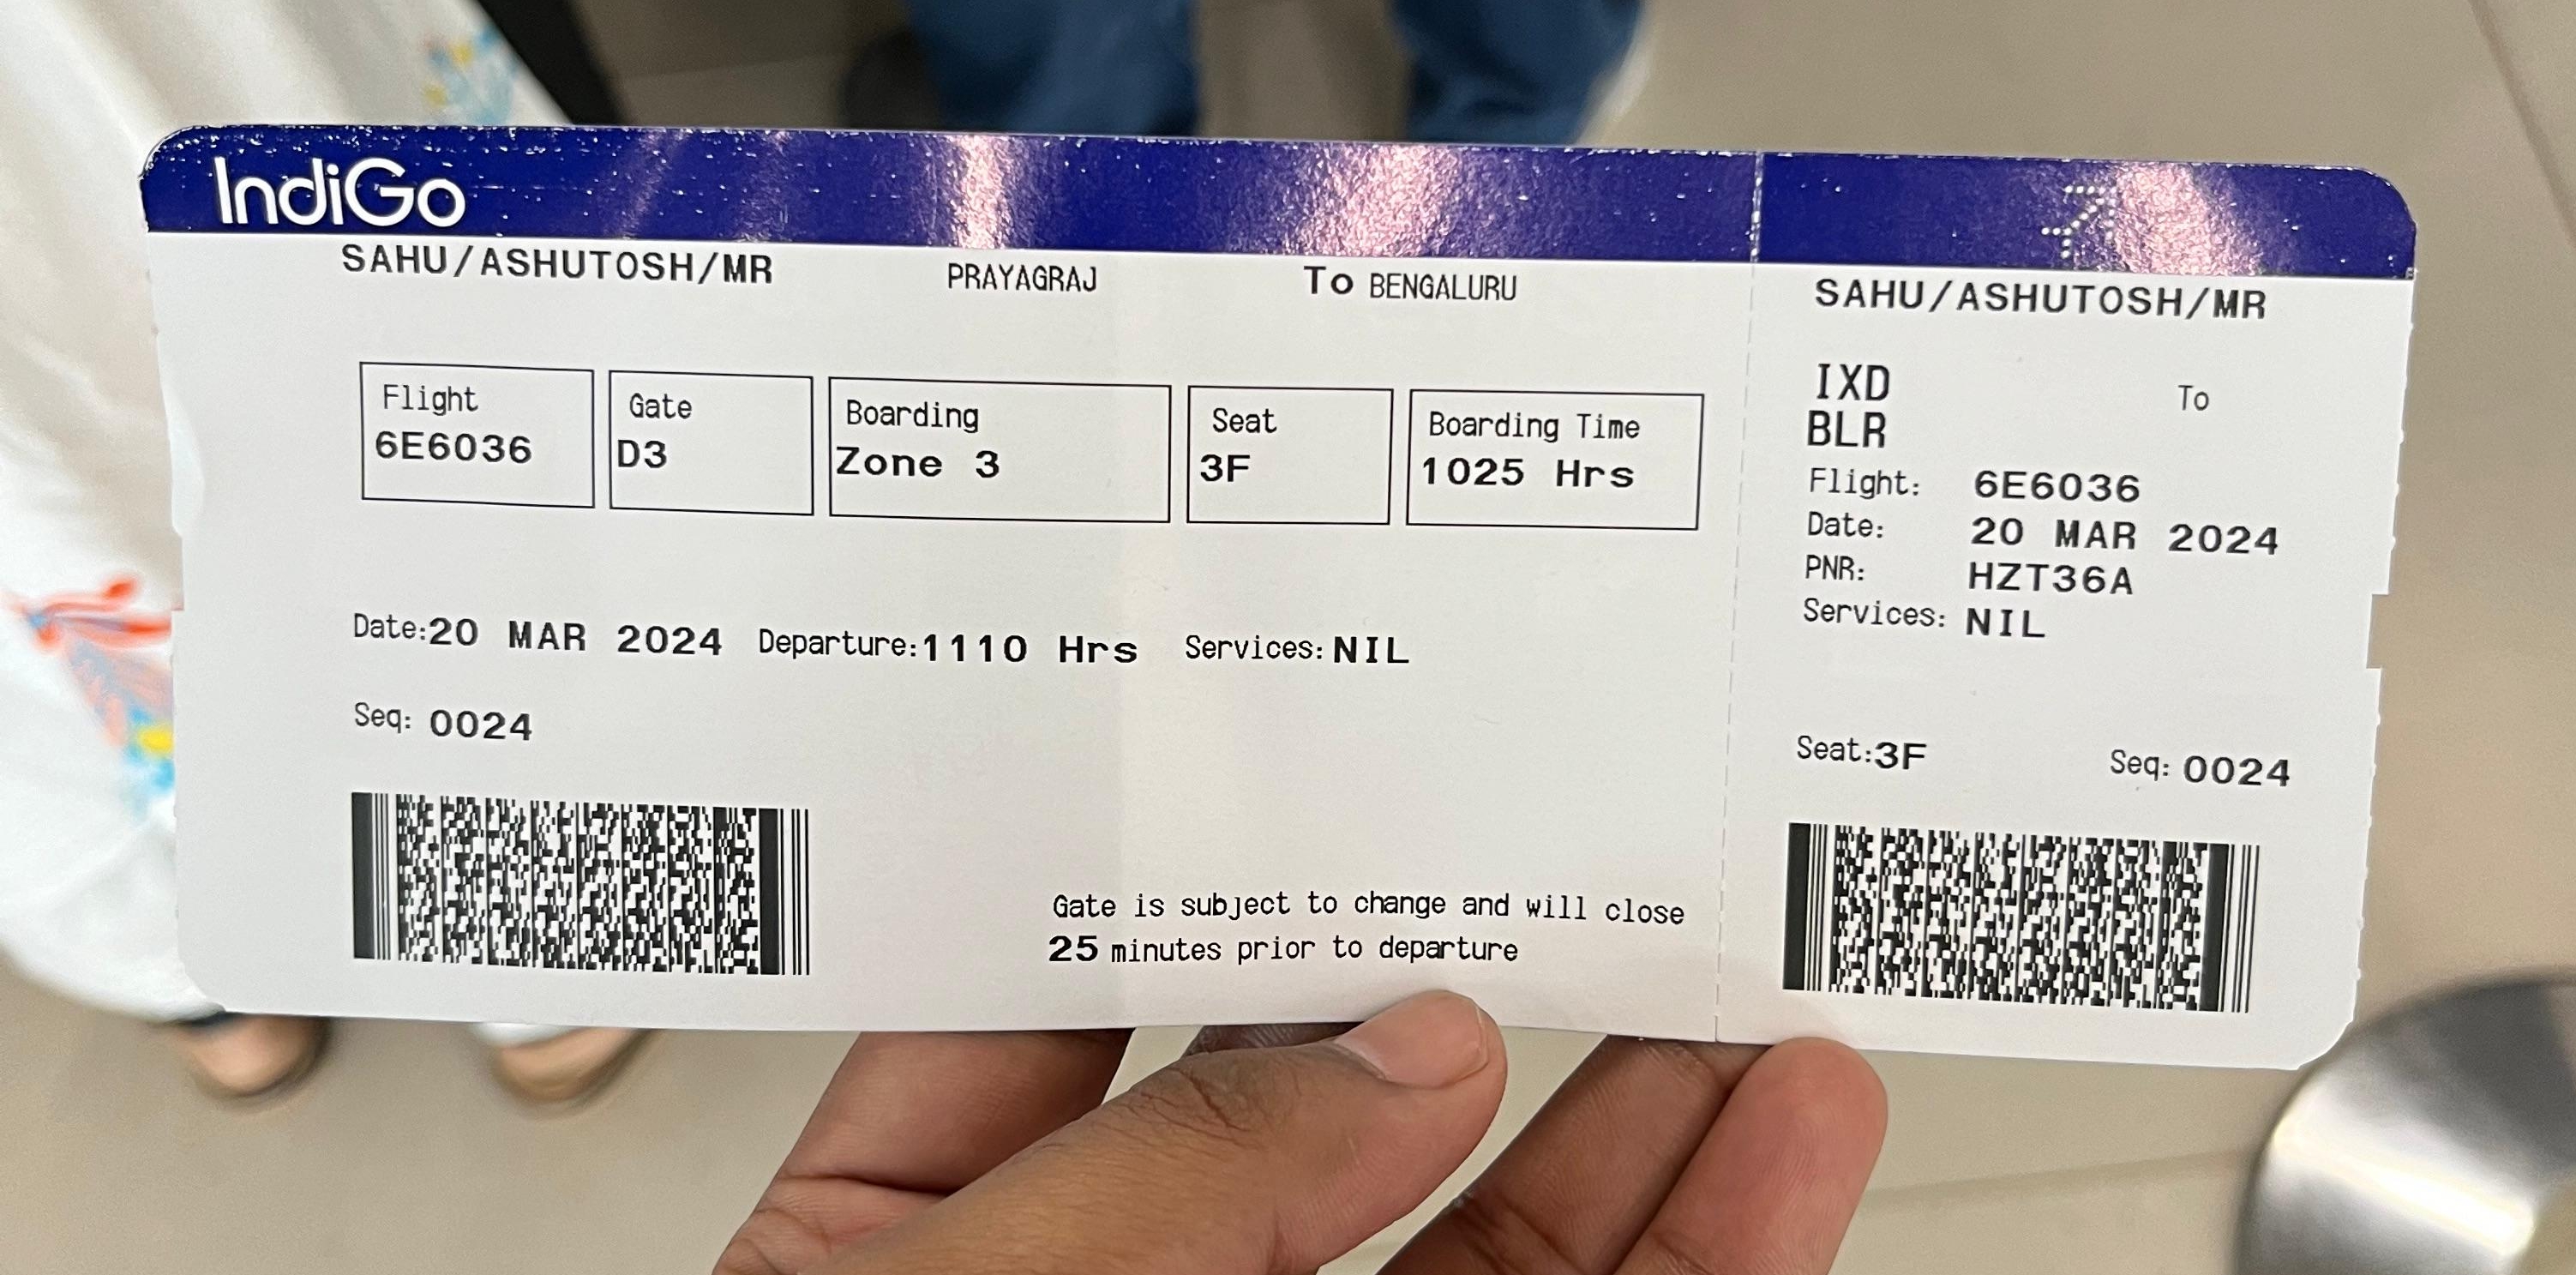 IndiGo
SAHU/ASHUTOSH/MR PRAYAGRAJ To BENGALURU
Flight Gate Boarding Seat Boarding Time
6E6036 D3 Zone 3 3F 1025 Hrs
Date:20 MAR 2024 Departure:1110 Hrs Services:NIL
Seq: 0024
Gate is subject to change and will close
25 minutes prior to departure
SAHU/ASHUTOSH/MR
IXD To
BLR
Flight: 6E6036
Date: 20 MAR 2024
PNR: HZT36A
Services: NIL
Seat:3F Seq: 0024